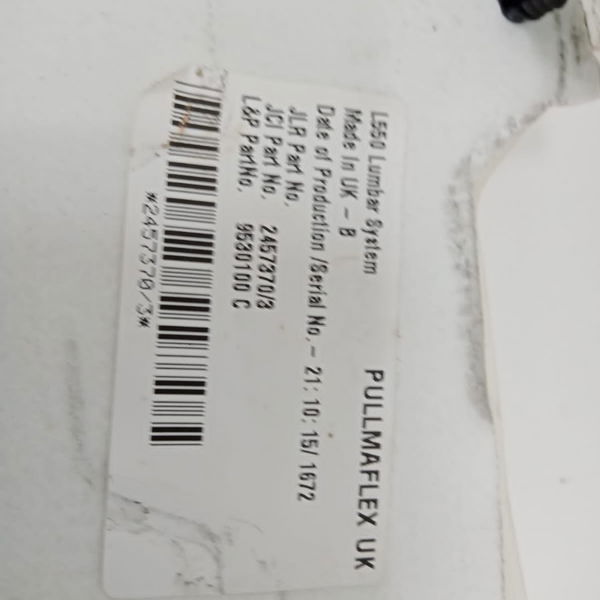 L550 Lumbar System PULLMAFLEX UK
Made In UK - B
Date of Production /Serial No.- 21: 10: 15/ 1672
JLR Part No.
JCI Part No. 2457370/3
L&P PartNo. 9530100 C
*2457370/3*